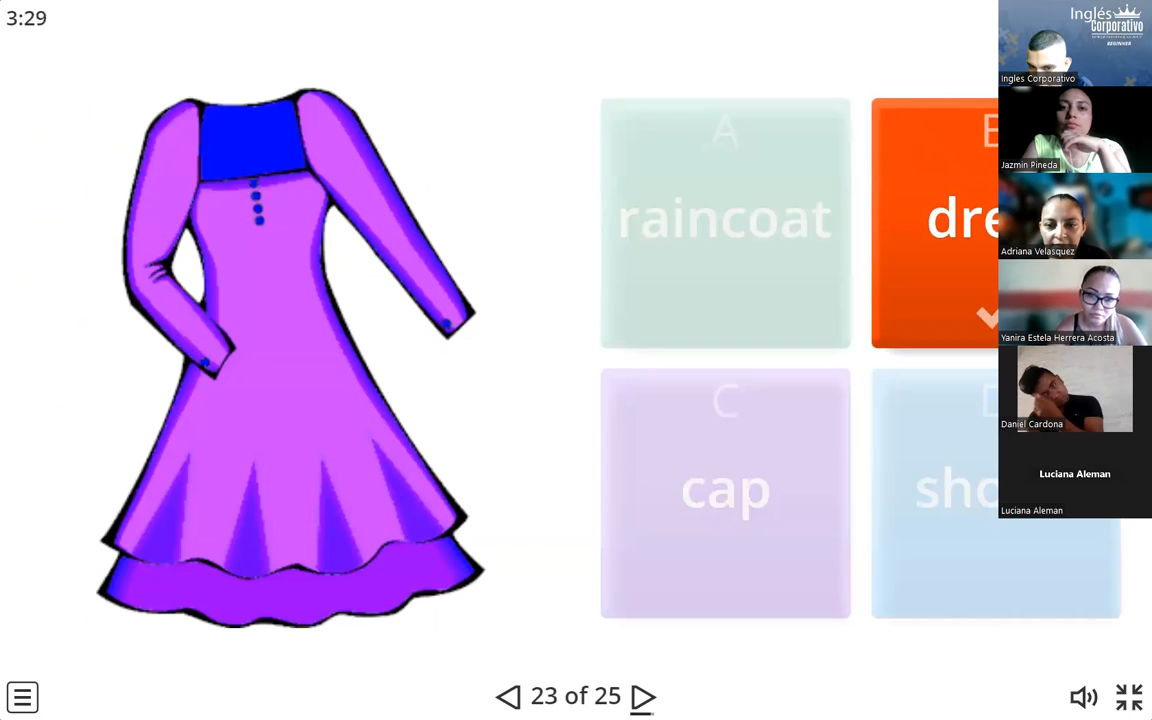 3:29
A
raincoat
B
dre
C
cap
D
sho
23 of 25
Inglés
Corporativo
BEGINNER
Ingles Corporativo
Jazmin Pineda
Adriana Velasquez
Yanira Estela Herrera Acosta
Daniel Cardona
Luciana Aleman
Luciana Aleman